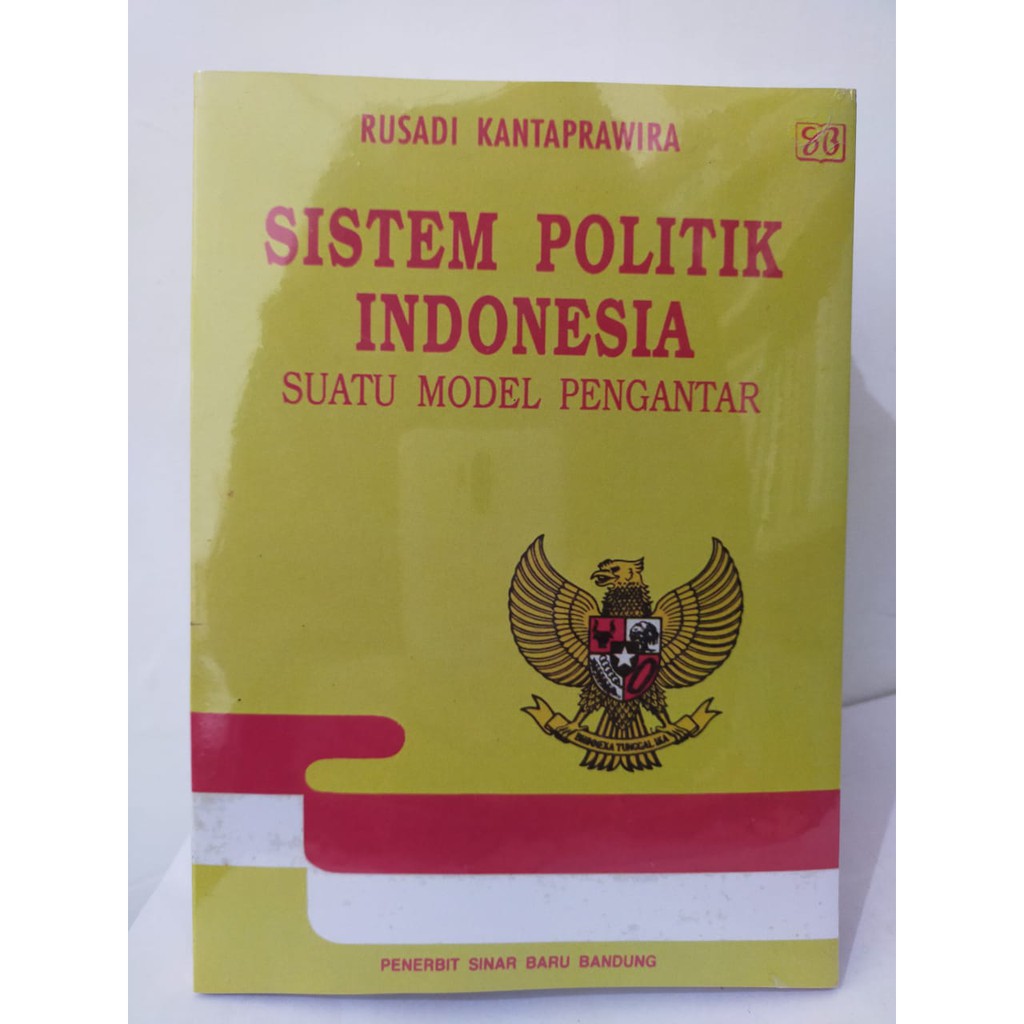 RUSADI KANTAPRAWIRA
SB
SISTEM POLITIK
INDONESIA
SUATU MODEL PENGANTAR
BHINNEKA TUNGGAL IKA
PENERBIT SINAR BARU BANDUNG